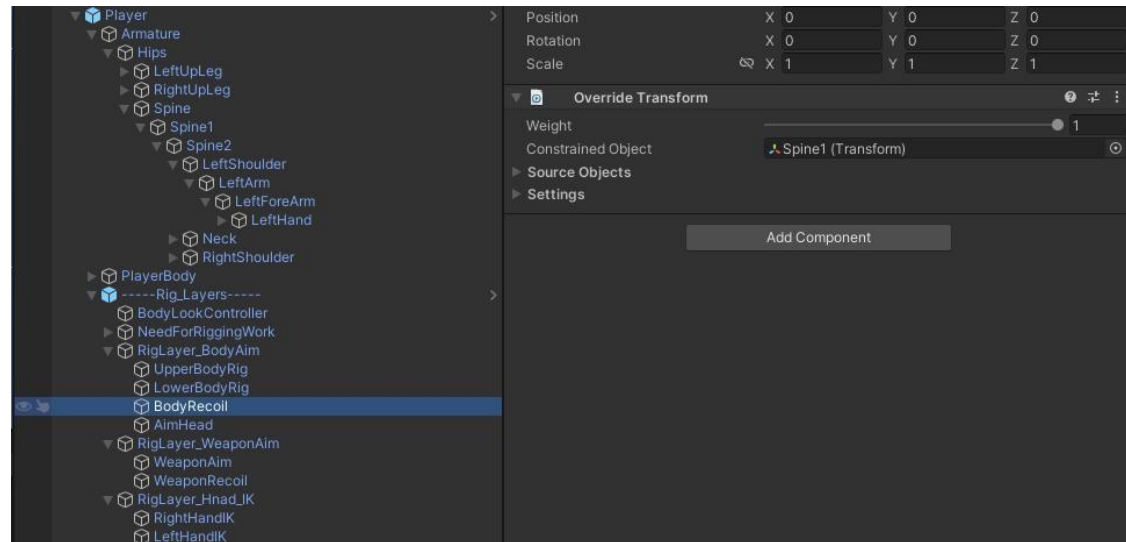 Player
Armature
Hips
LeftUpLeg
RightUpLeg
Spine
Spine1
Spine2
LeftShoulder
LeftArm
LeftForeArm
LeftHand
Neck
RightShoulder
PlayerBody
-----Rig_Layers-----
BodyLookController
NeedForRiggingWork
RigLayer_BodyAim
UpperBodyRig
LowerBodyRig
BodyRecoil
AimHead
RigLayer_WeaponAim
WeaponAim
WeaponRecoil
RigLayer_Hnad_IK
RightHandIK
LeftHandIK
Position X 0 Y 0 Z 0
Rotation X 0 Y 0 Z 0
Scale X 1 Y 1 Z 1
Override Transform
Weight 1
Constrained Object Spine1 (Transform)
Source Objects
Settings
Add Component